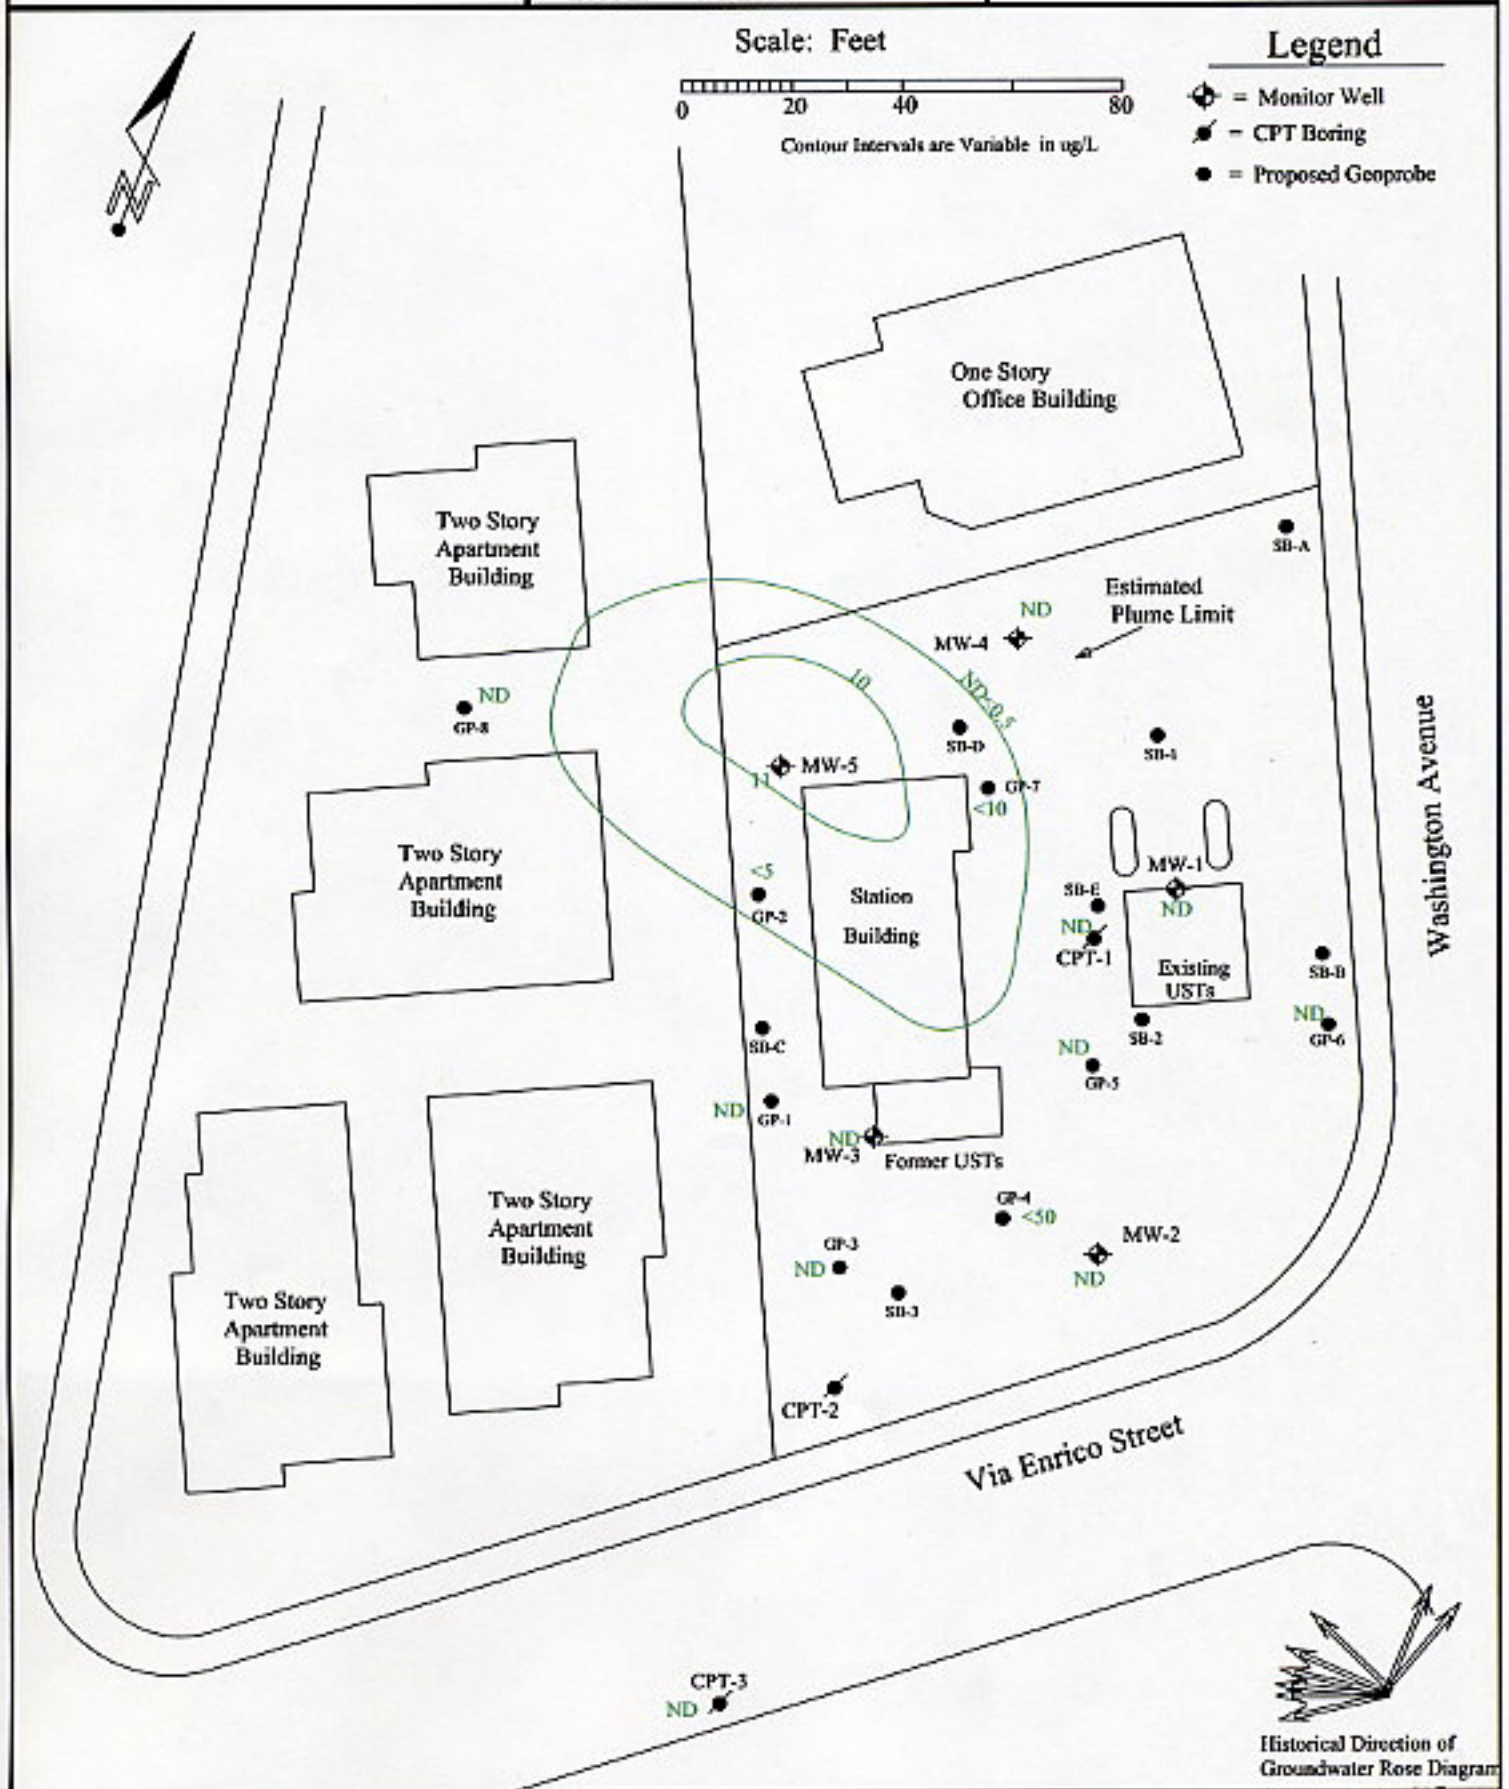 Scale: Feet
0 20 40 80
Contour Intervals are Variable in ug/L
Legend
= Monitor Well
= CPT Boring
= Proposed Geoprobe
N
One Story
Office Building
Two Story
Apartment
Building
SB-A
Estimated
Plume Limit
ND
MW-4
10
ND<0.5
ND
GP-8
SB-D
SB-4
MW-5
11
GP-7
<10
Washington Avenue
Two Story
Apartment
Building
<5
GP-2
Station
Building
MW-1
ND
SB-E
ND
CPT-1
Existing
USTs
SB-B
ND
GP-6
SB-2
SB-C
ND
GP-5
ND
GP-1
ND
MW-3
Former USTs
Two Story
Apartment
Building
GP-4
<50
MW-2
ND
GP-3
ND
SB-3
Two Story
Apartment
Building
CPT-2
Via Enrico Street
CPT-3
ND
Historical Direction of
Groundwater Rose Diagram